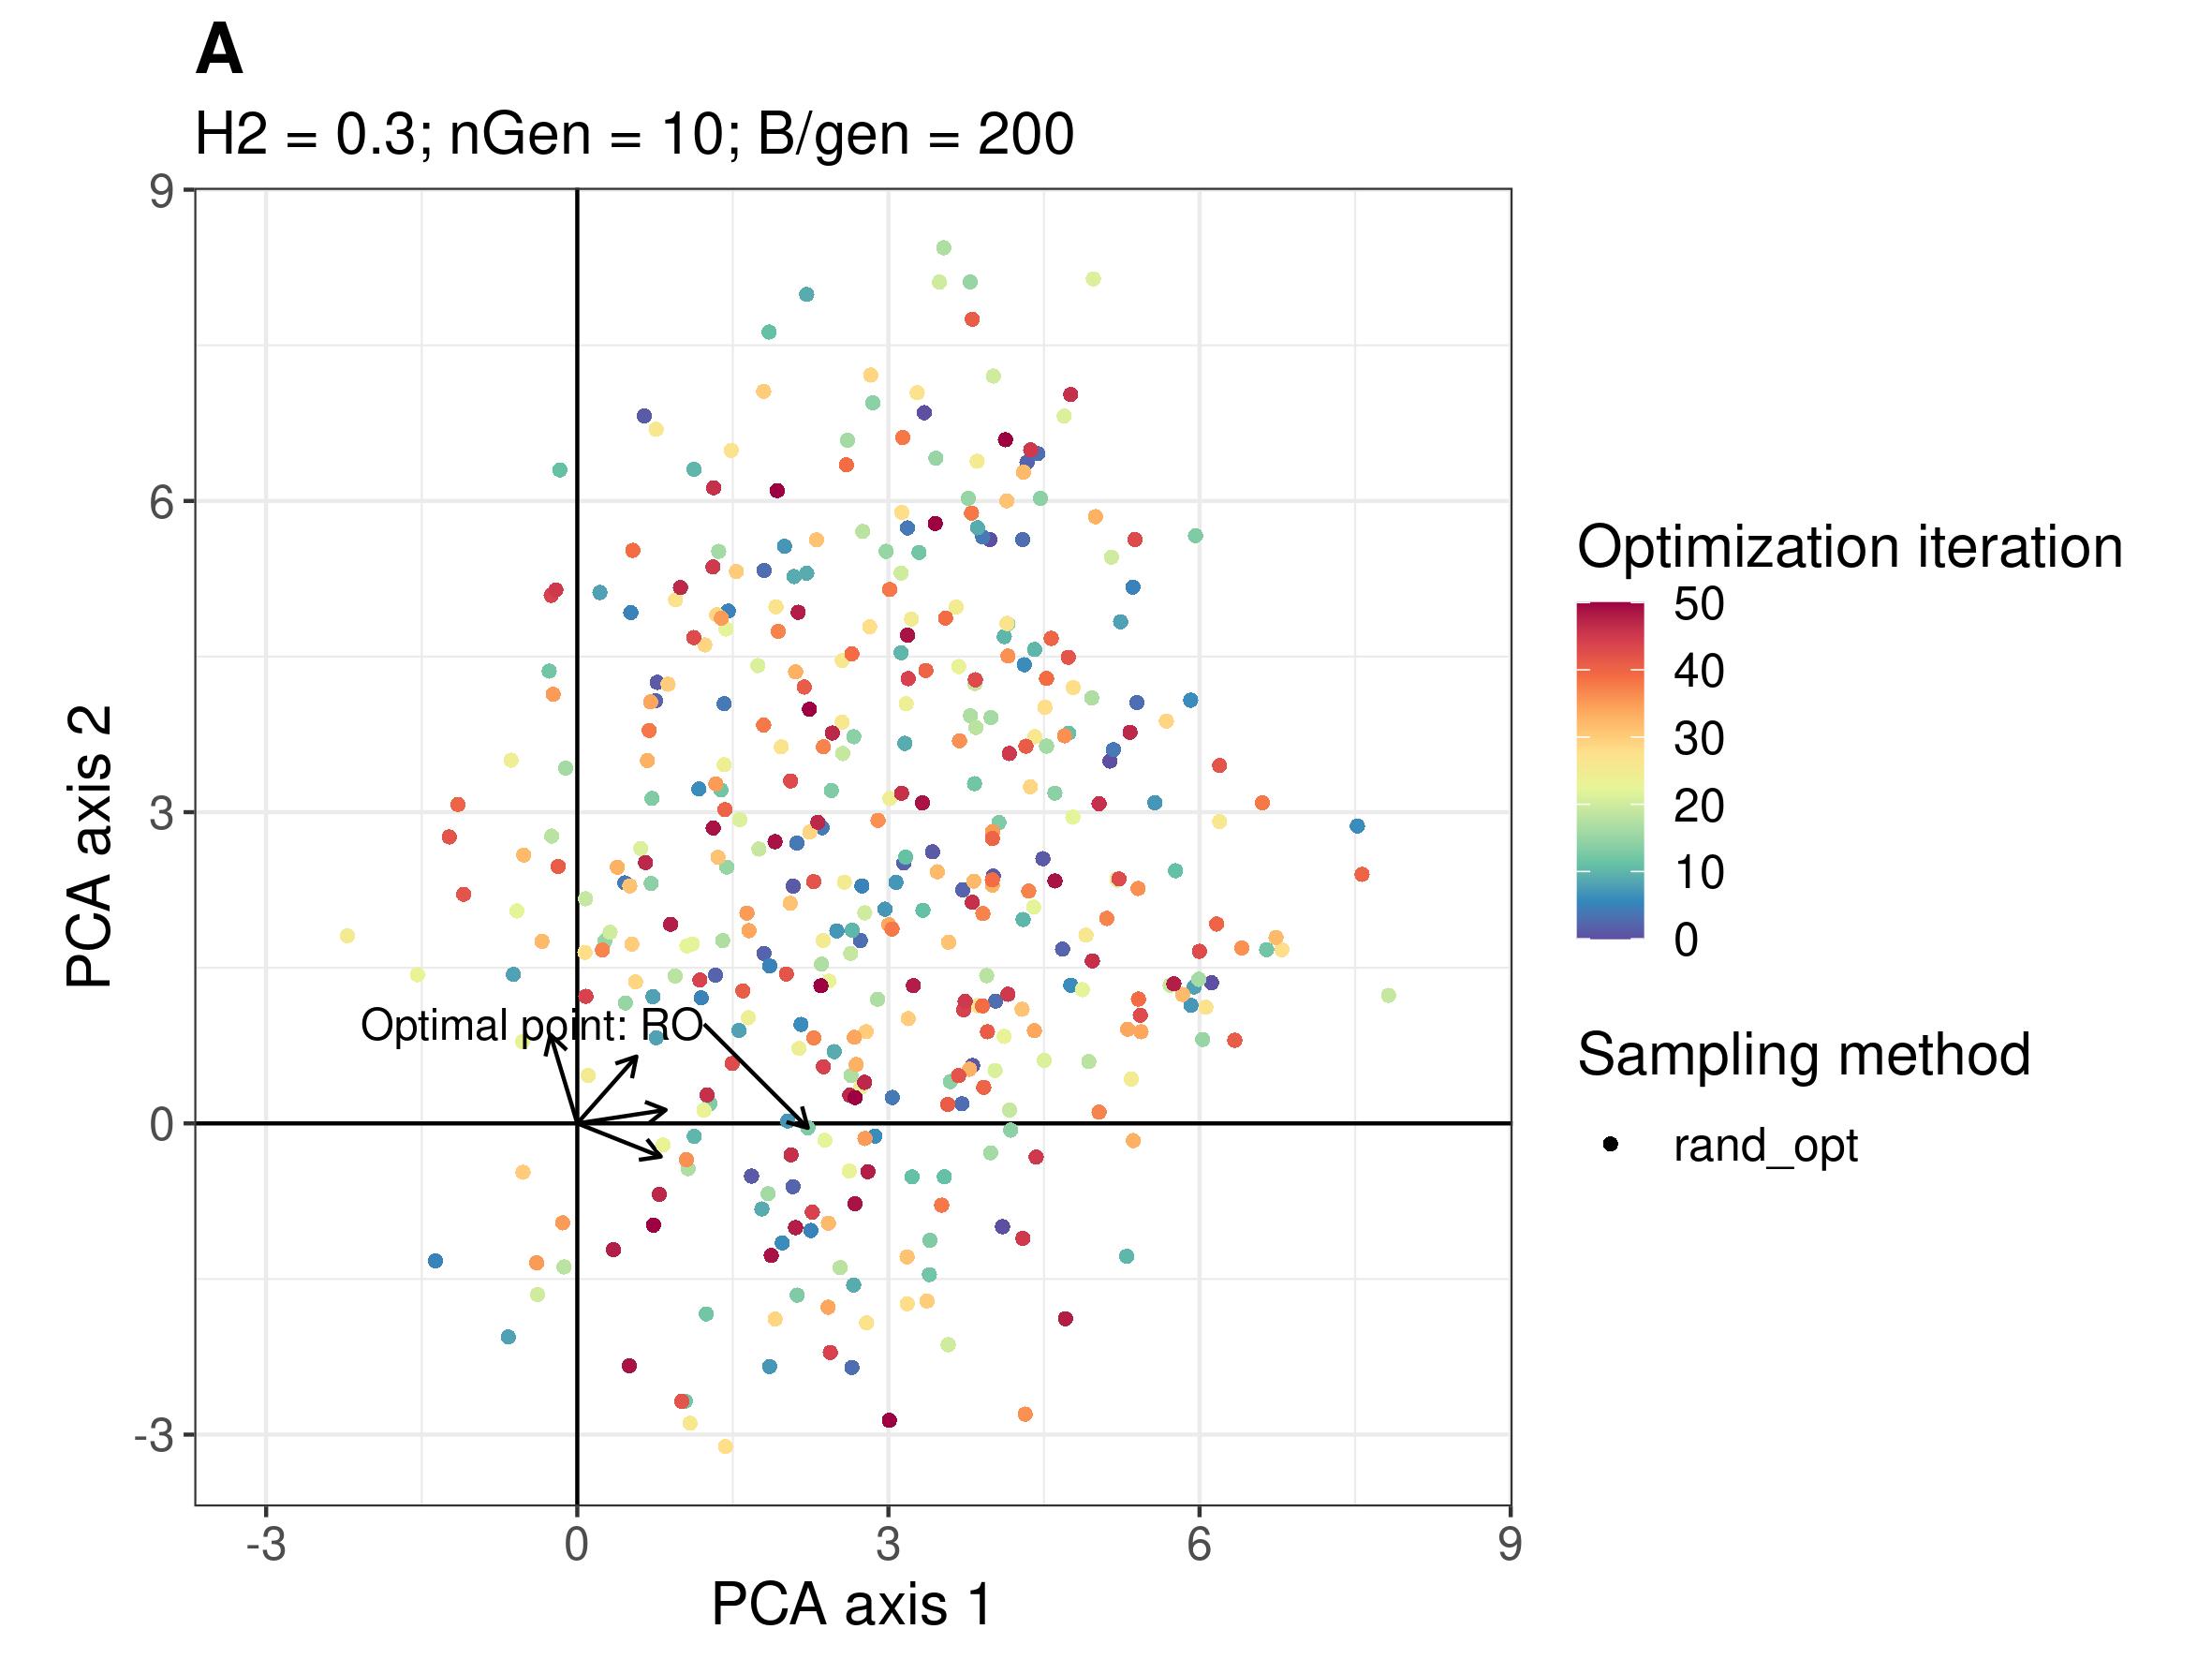 A
H2 = 0.3; nGen = 10; B/gen = 200
9
6
3
0
-3
PCA axis 2
Optimal point: RO
-3
0
3
6
9
PCA axis 1
Optimization iteration
50
40
30
20
10
0
Sampling method
rand_opt